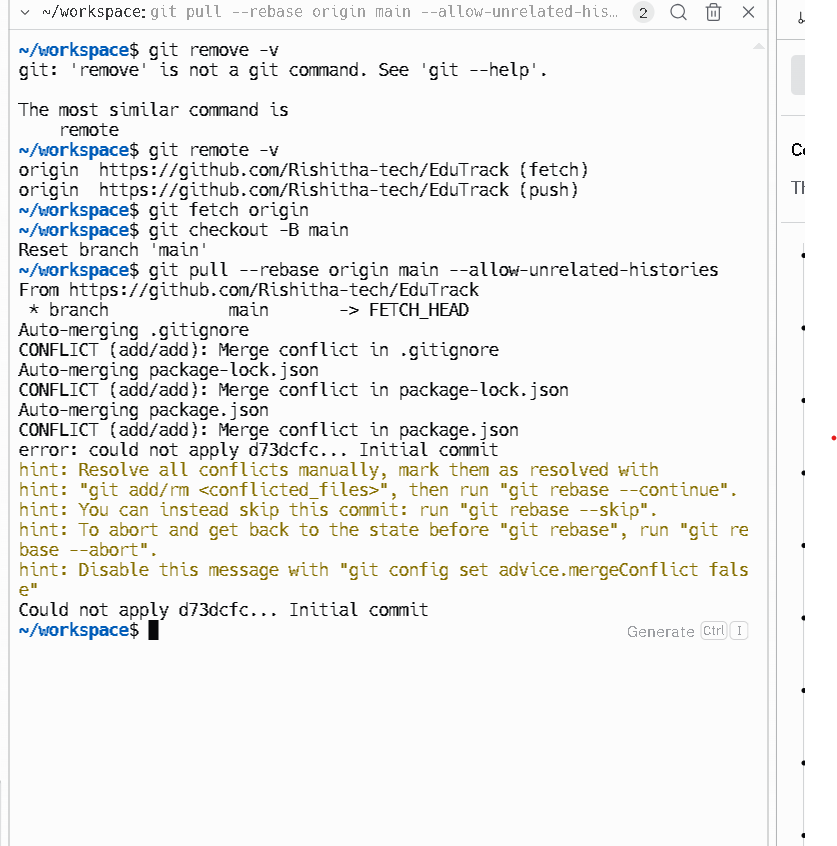 ~/workspace: git pull --rebase origin main --allow-unrelated-his... 2
~/workspace$ git remove -v
git: 'remove' is not a git command. See 'git --help'.
The most similar command is
remote
~/workspace$ git remote -v
origin  https://github.com/Rishitha-tech/EduTrack (fetch)
origin  https://github.com/Rishitha-tech/EduTrack (push)
~/workspace$ git fetch origin
~/workspace$ git checkout -B main
Reset branch 'main'
~/workspace$ git pull --rebase origin main --allow-unrelated-histories
From https://github.com/Rishitha-tech/EduTrack
 * branch            main       -> FETCH_HEAD
Auto-merging .gitignore
CONFLICT (add/add): Merge conflict in .gitignore
Auto-merging package-lock.json
CONFLICT (add/add): Merge conflict in package-lock.json
Auto-merging package.json
CONFLICT (add/add): Merge conflict in package.json
error: could not apply d73dcfc... Initial commit
hint: Resolve all conflicts manually, mark them as resolved with
hint: "git add/rm <conflicted_files>", then run "git rebase --continue".
hint: You can instead skip this commit: run "git rebase --skip".
hint: To abort and get back to the state before "git rebase", run "git re
base --abort".
hint: Disable this message with "git config set advice.mergeConflict fals
e"
Could not apply d73dcfc... Initial commit
~/workspace$
Generate Ctrl I